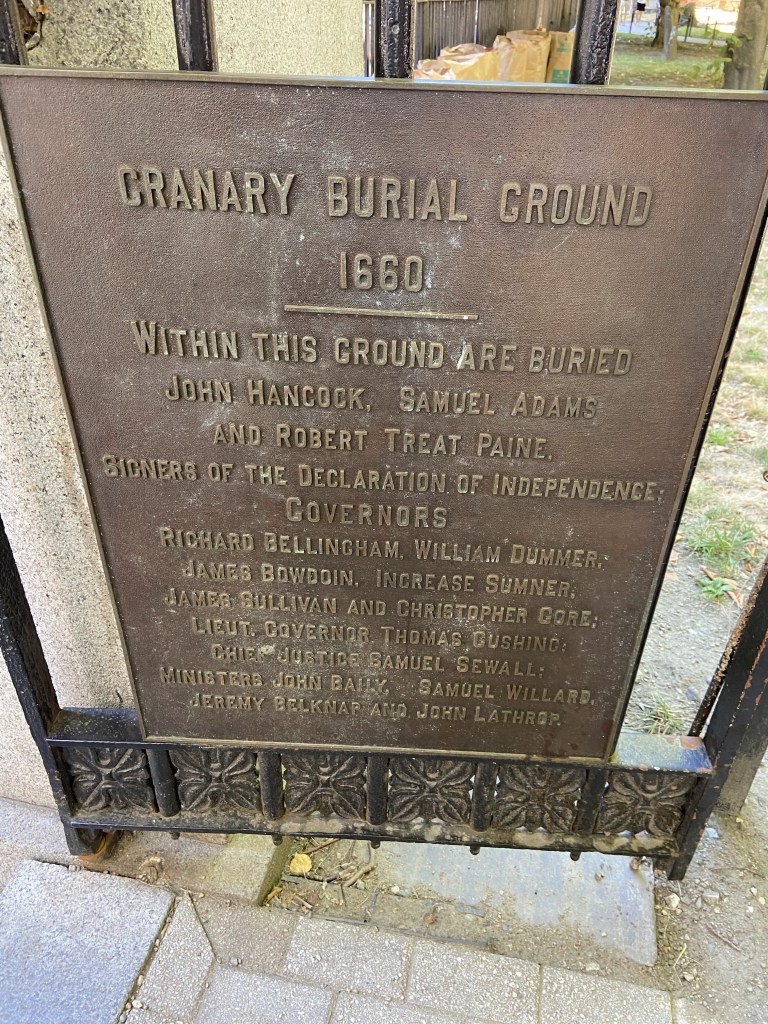 GRANARY BURIAL GROUND
1660
WITHIN THIS GROUND ARE BURIED
JOHN HANCOCK, SAMUEL ADAMS
AND ROBERT TREAT PAINE,
SIGNERS OF THE DECLARATION OF INDEPENDENCE;
GOVERNORS
RICHARD BELLINGHAM, WILLIAM DUMMER,
JAMES BOWDOIN, INCREASE SUMNER,
JAMES SULLIVAN AND CHRISTOPHER GORE;
LIEUT. GOVERNOR THOMAS CUSHING;
CHIEF JUSTICE SAMUEL SEWALL;
MINISTERS JOHN BAILY, SAMUEL WILLARD,
JEREMY BELKNAP AND JOHN LATHROP.